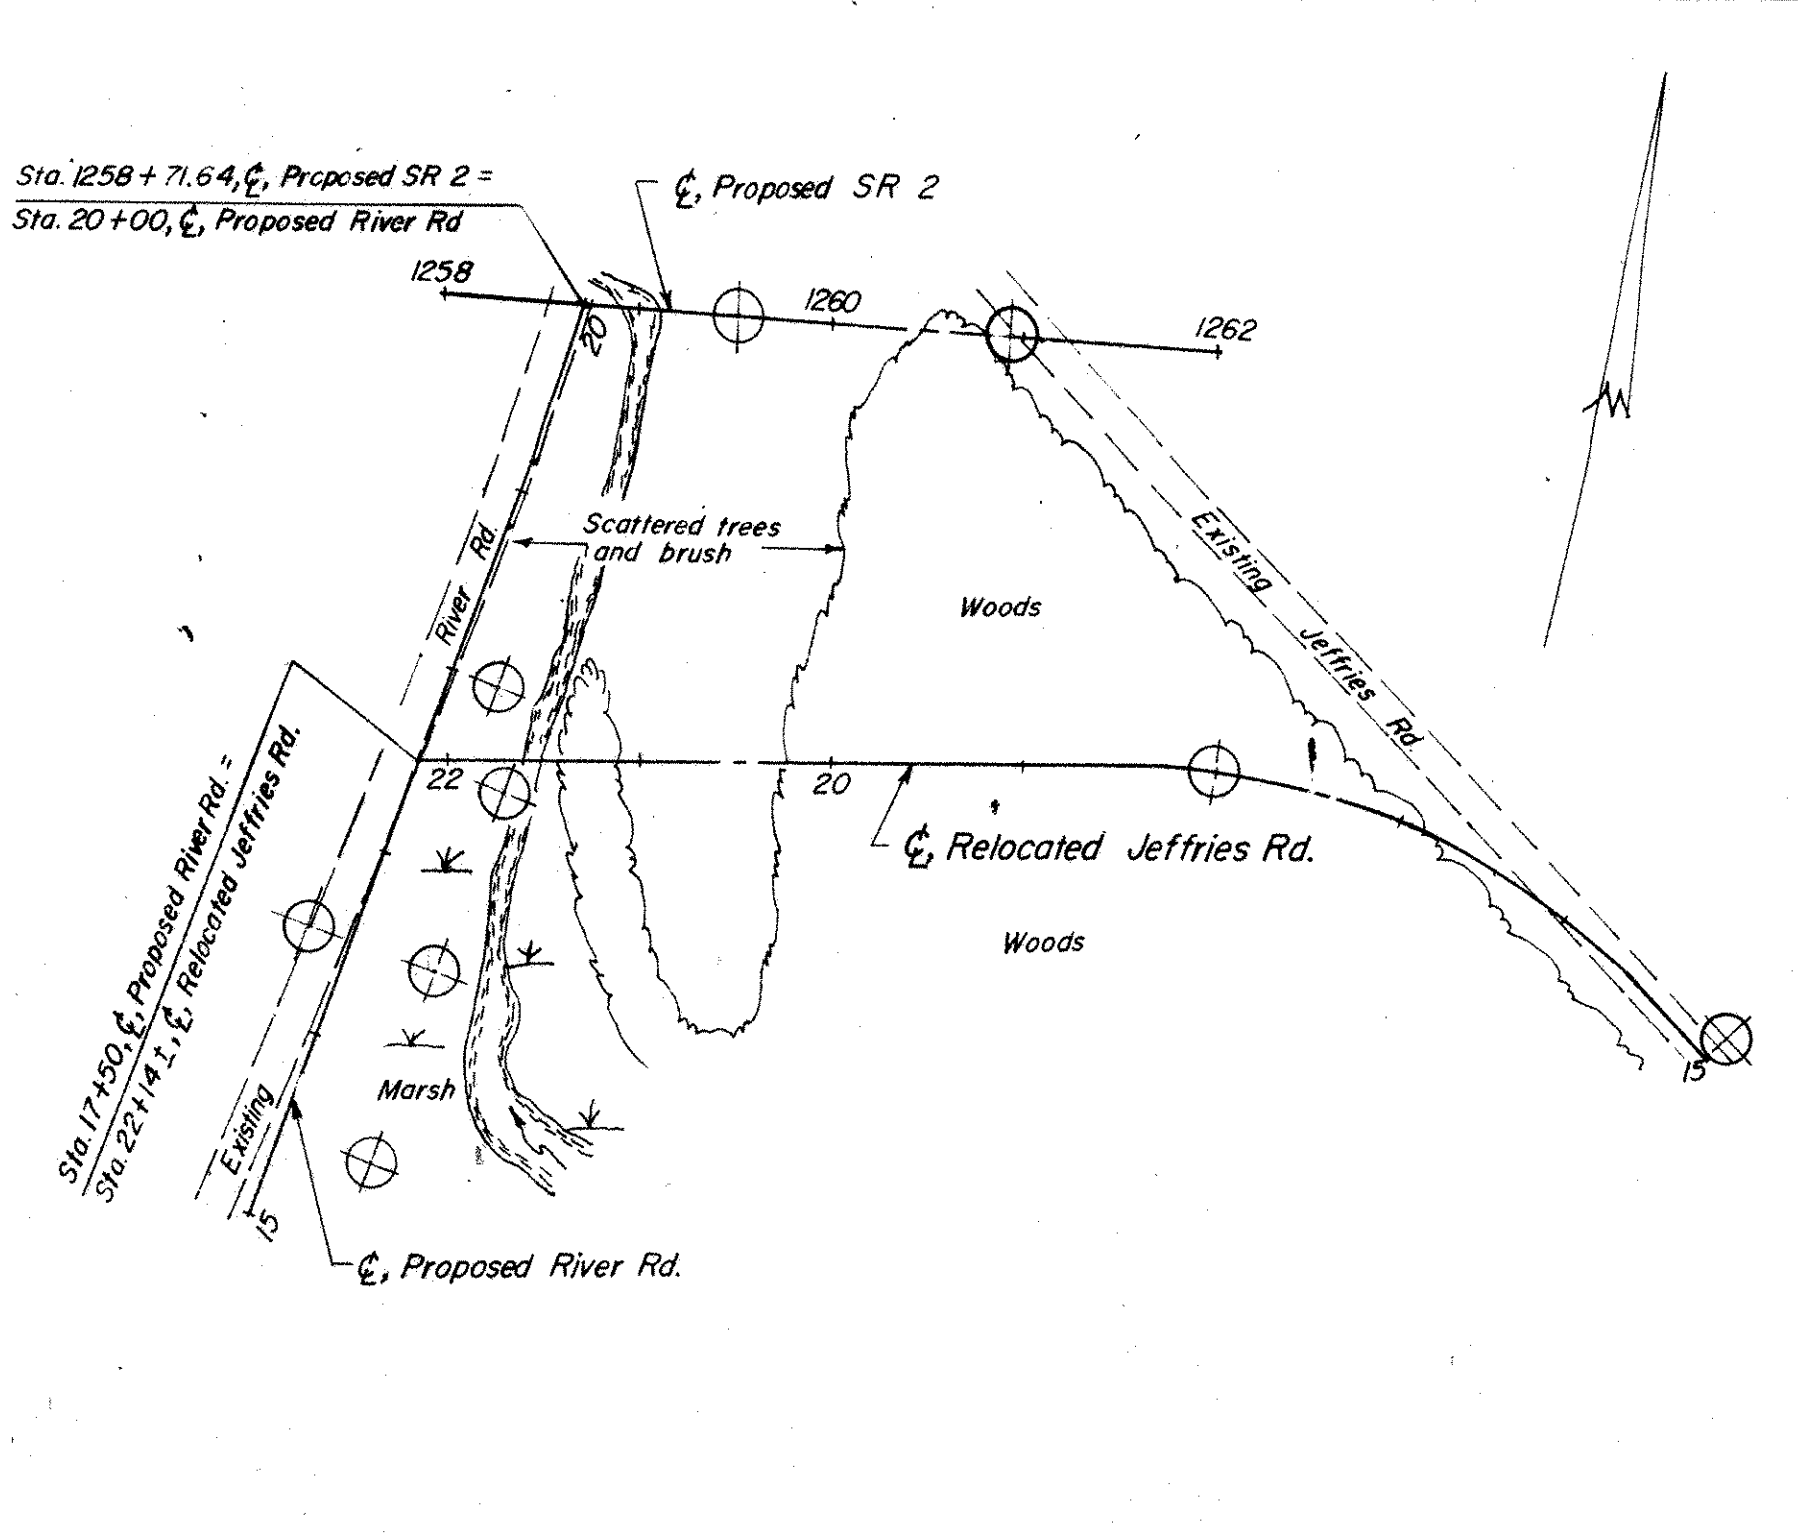 Sta. 1258 + 71.64, ℄, Proposed SR 2 =
Sta. 20 + 00, ℄, Proposed River Rd
℄, Proposed SR 2
1258
1260
1262
20
N
Scattered trees
and brush
River Rd.
Woods
Existing Jeffries Rd.
22
20
℄, Relocated Jeffries Rd.
Sta. 17+50, ℄, Proposed River Rd. =
Sta. 22+14 ±, ℄, Relocated Jeffries Rd.
Woods
15
Marsh
Existing
15
℄, Proposed River Rd.